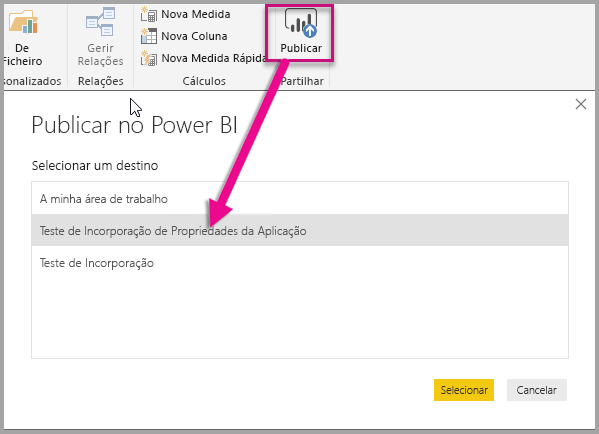 De
Ficheiro
sonalizados
Gerir
Relações
Relações
Nova Medida
Nova Coluna
Nova Medida Rápida
Cálculos
Publicar
Partilhar
Publicar no Power BI
Selecionar um destino
A minha área de trabalho
Teste de Incorporação de Propriedades da Aplicação
Teste de Incorporação
Selecionar
Cancelar